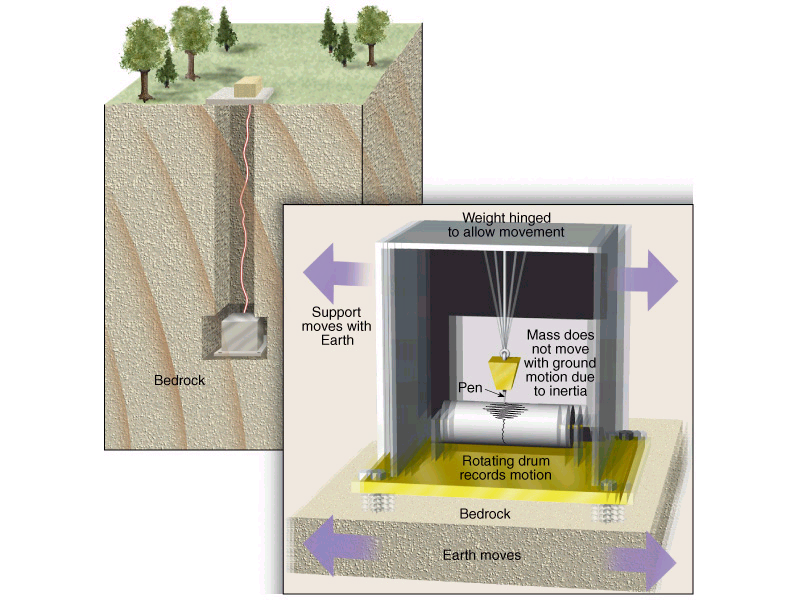 Weight hinged
to allow movement
Support
moves with
Earth
Mass does
not move
with ground
motion due
to inertia
Pen
Bedrock
Rotating drum
records motion
Bedrock
Earth moves